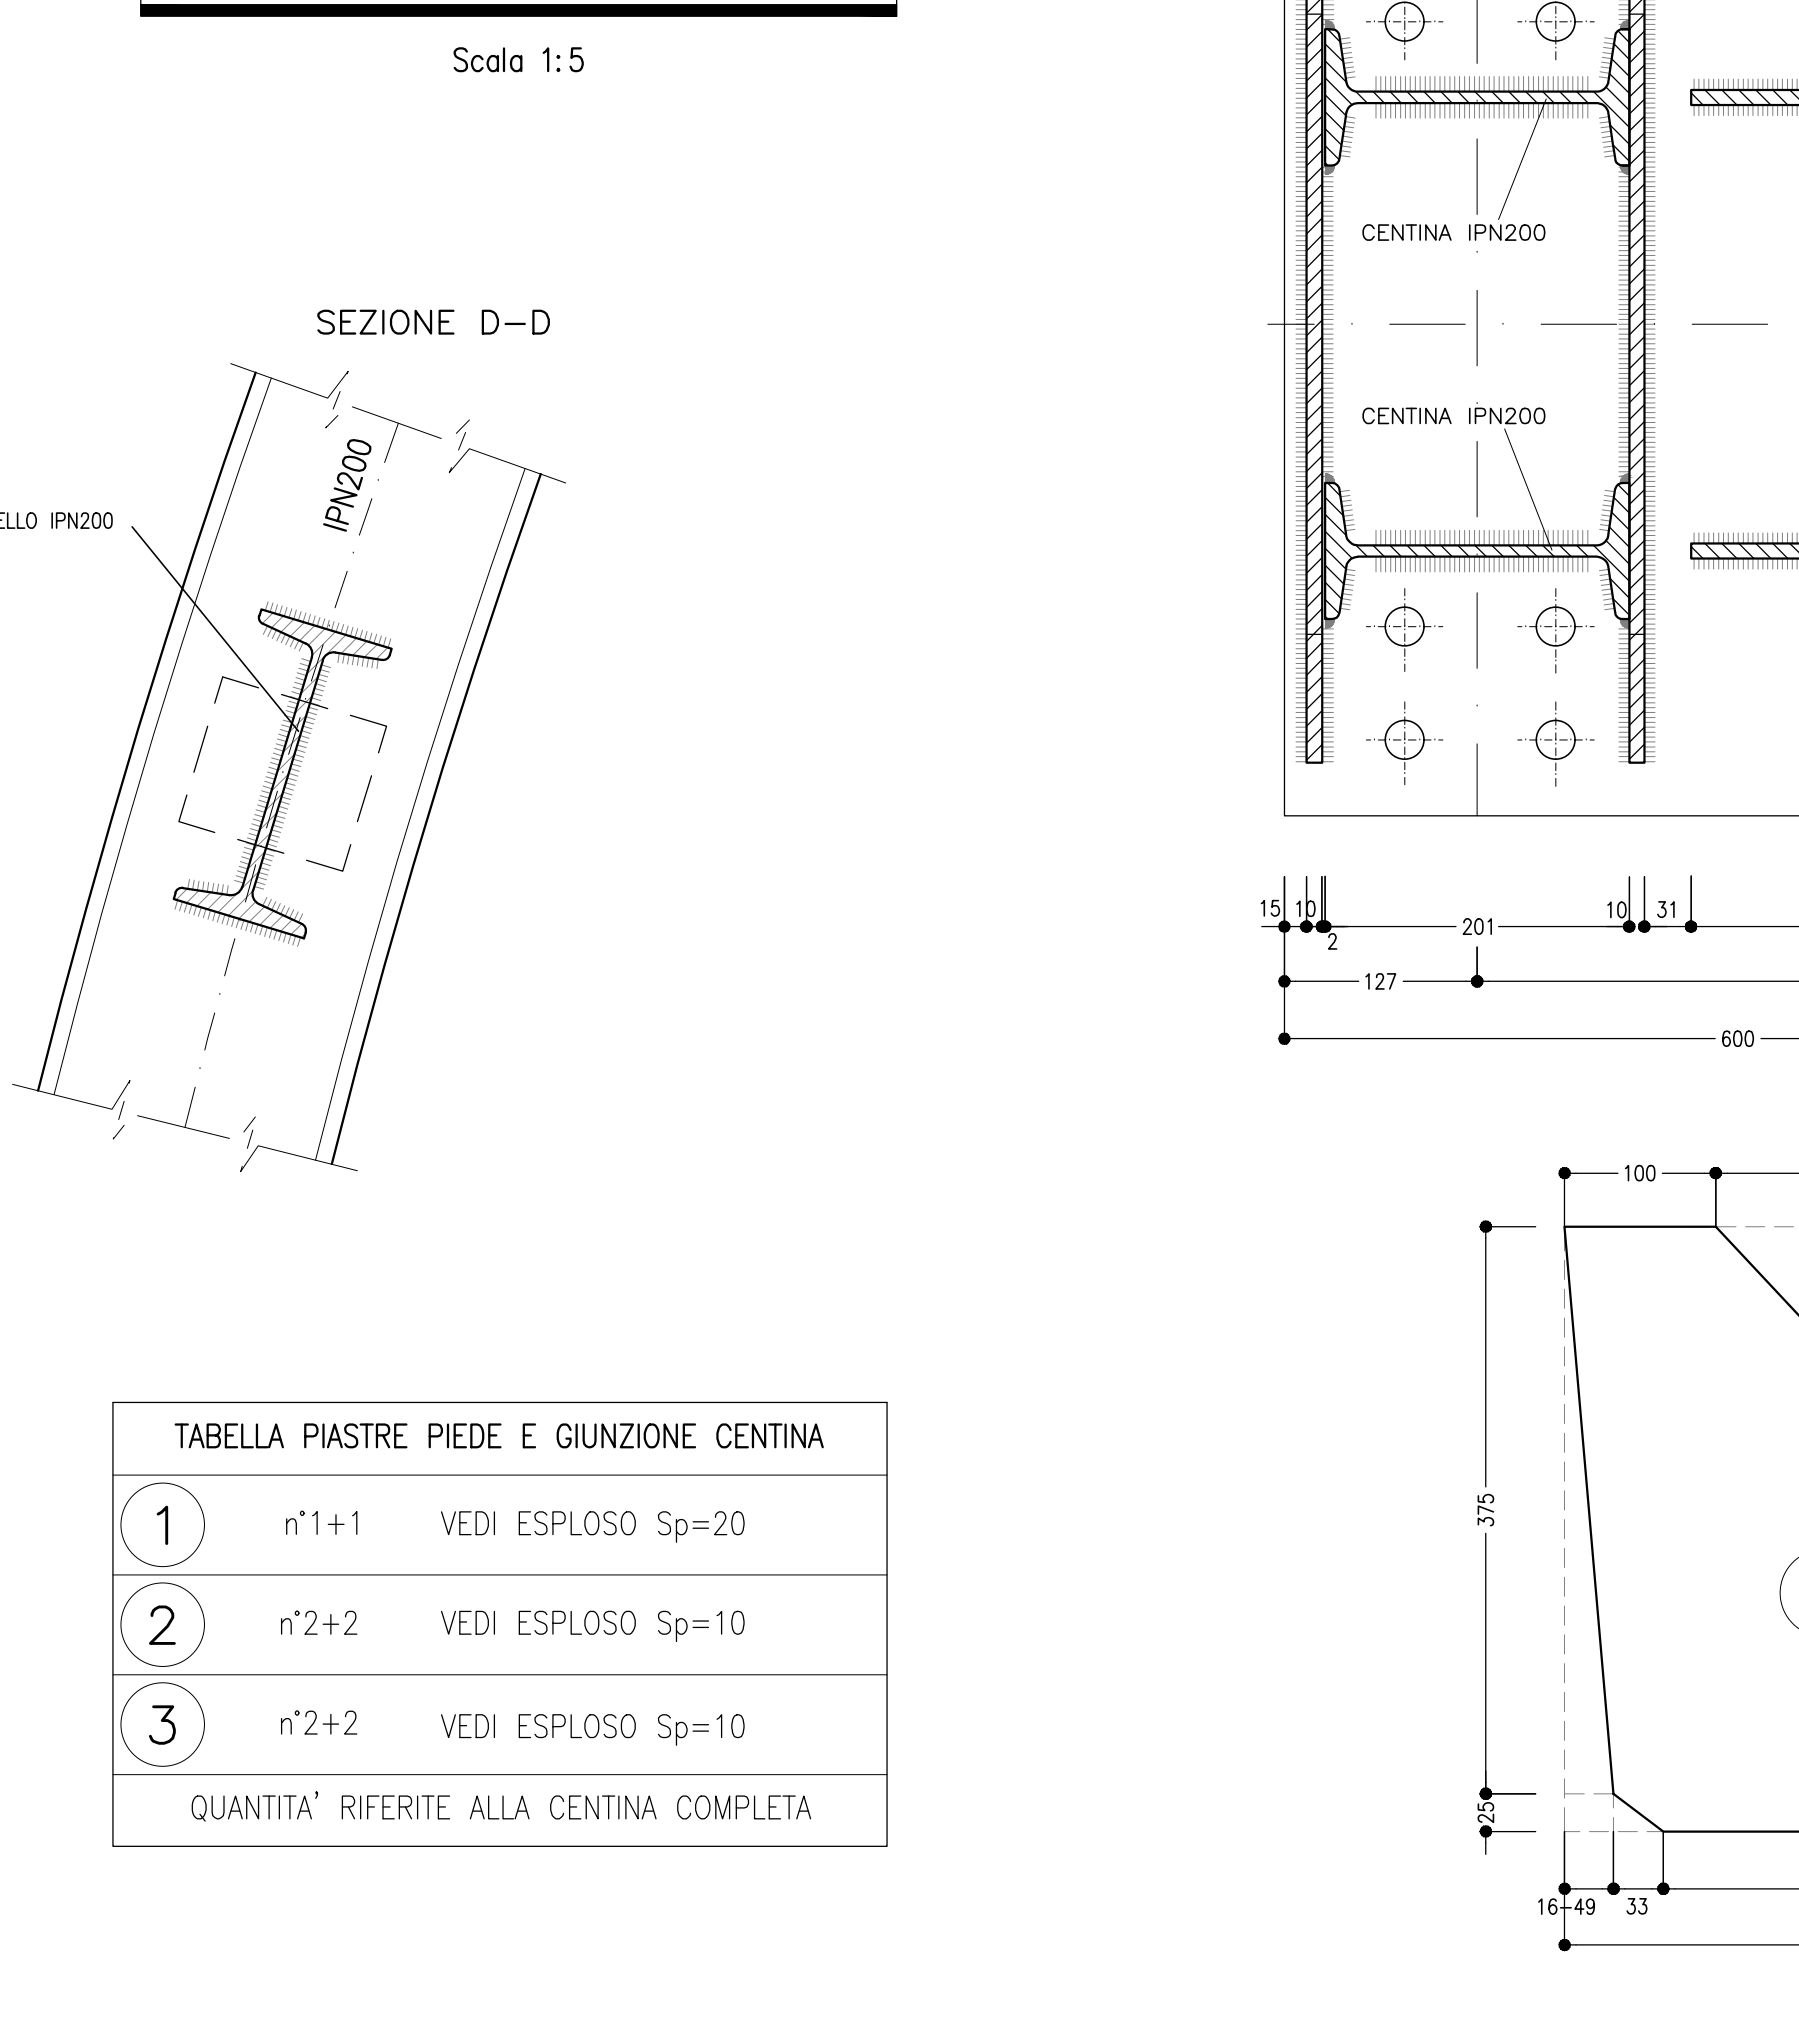 Scala 1:5
CENTINA IPN200
SEZIONE D-D
CENTINA IPN200
IPN200
ELLO IPN200
15
10
2
201
10
31
127
600
100
375
25
16-49
33
TABELLA PIASTRE PIEDE E GIUNZIONE CENTINA
1 n°1+1 VEDI ESPLOSO Sp=20
2 n°2+2 VEDI ESPLOSO Sp=10
3 n°2+2 VEDI ESPLOSO Sp=10
QUANTITA' RIFERITE ALLA CENTINA COMPLETA